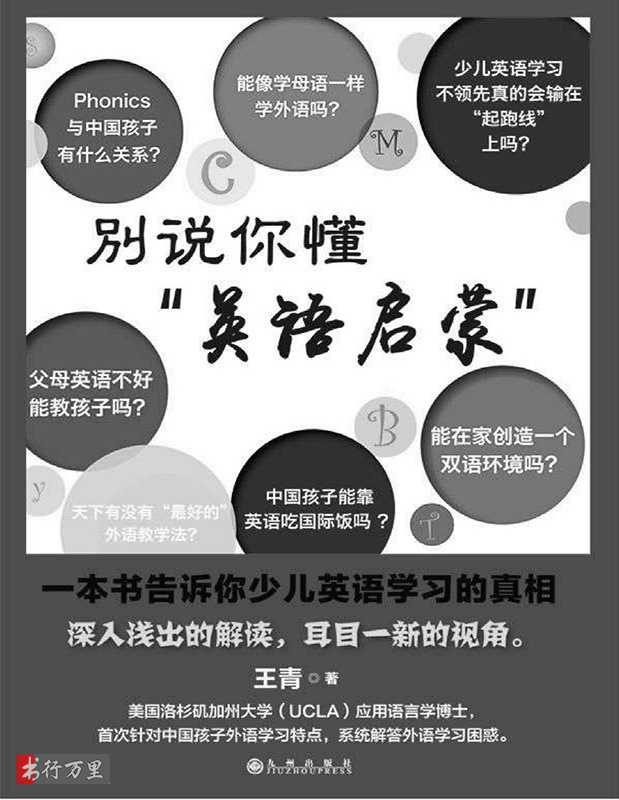 S
Phonics
与中国孩子
有什么关系？
能像学母语一样
学外语吗？
少儿英语学习
不领先真的会输在
“起跑线”
上吗？
C
M
别说你懂
“英语启蒙”
父母英语不好
能教孩子吗？
B
能在家创造一个
双语环境吗？
y
天下有没有“最好的”
外语教学法？
中国孩子能靠
英语吃国际饭吗？
T
一本书告诉你少儿英语学习的真相
深入浅出的解读，耳目一新的视角。
王青 ◎ 著
美国洛杉矶加州大学（UCLA）应用语言学博士，
首次针对中国孩子外语学习特点，系统解答外语学习困惑。
书行万里
九州出版社
JIUZHOUPRESS